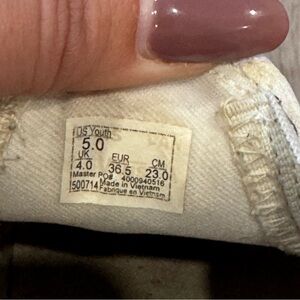 US Youth
5.0
UK EUR CM
4.0 36.5 23.0
Master PO# 4000940516
500714 Made in Vietnam
Fabriqué en Vietnam